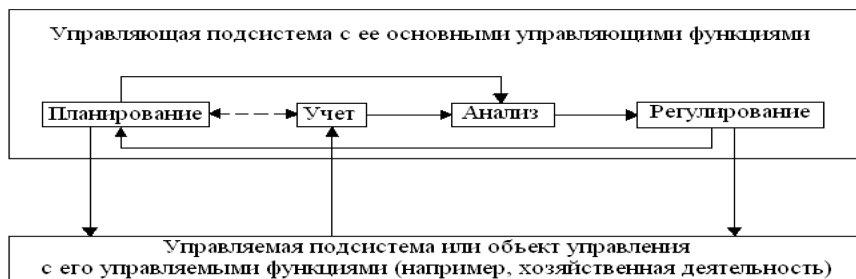 Управляющая подсистема с ее основными управляющими функциями
Планирование
Учет
Анализ
Регулирование
Управляемая подсистема или объект управления
с его управляемыми функциями (например, хозяйственная деятельность)